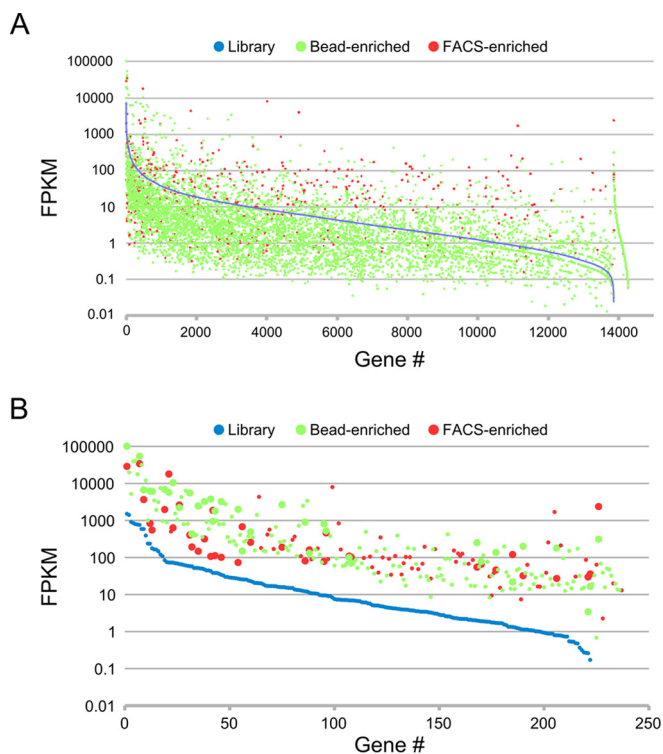 A
Library Bead-enriched FACS-enriched
100000
10000
1000
100
10
1
0.1
0.01
FPKM
0 2000 4000 6000 8000 10000 12000 14000
Gene #
B
Library Bead-enriched FACS-enriched
100000
10000
1000
100
10
1
0.1
0.01
FPKM
0 50 100 150 200 250
Gene #